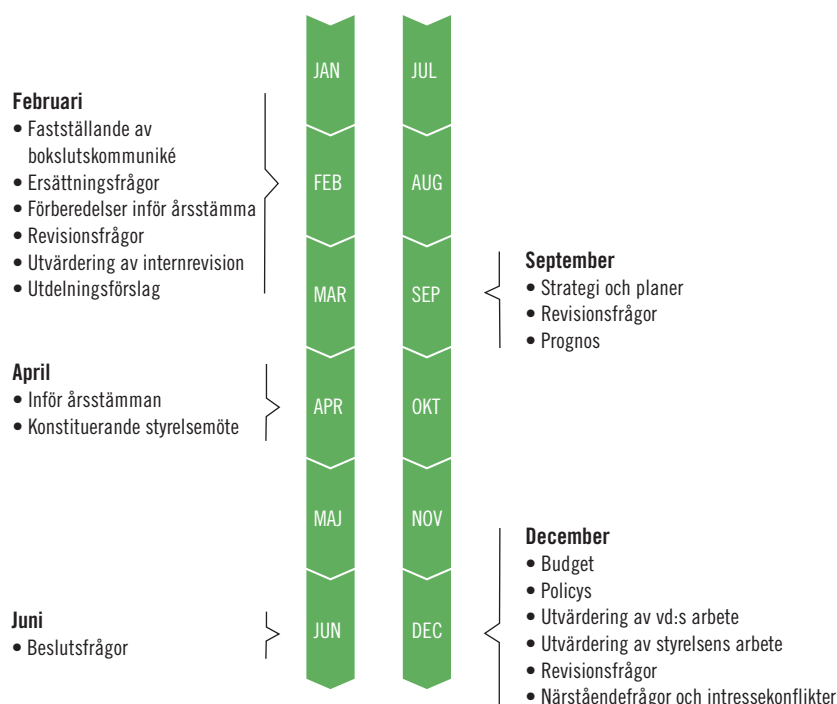 JAN
FEB
MAR
APR
MAJ
JUN
JUL
AUG
SEP
OKT
NOV
DEC
Februari
• Fastställande av
bokslutskommuniké
• Ersättningsfrågor
• Förberedelser inför årsstämma
• Revisionsfrågor
• Utvärdering av internrevision
• Utdelningsförslag
April
• Inför årsstämman
• Konstituerande styrelsemöte
Juni
• Beslutsfrågor
September
• Strategi och planer
• Revisionsfrågor
• Prognos
December
• Budget
• Policys
• Utvärdering av vd:s arbete
• Utvärdering av styrelsens arbete
• Revisionsfrågor
• Närståendefrågor och intressekonflikter